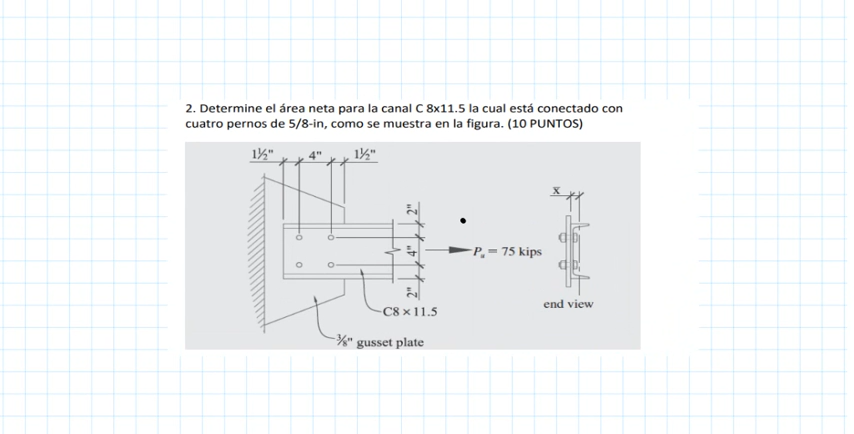 2. Determine el área neta para la canal C 8x11.5 la cual está conectado con
cuatro pernos de 5/8-in, como se muestra en la figura. (10 PUNTOS)
1½" 4" 1½"
2"
x̄
4"
Pᵤ = 75 kips
2"
end view
C8 × 11.5
⅜" gusset plate